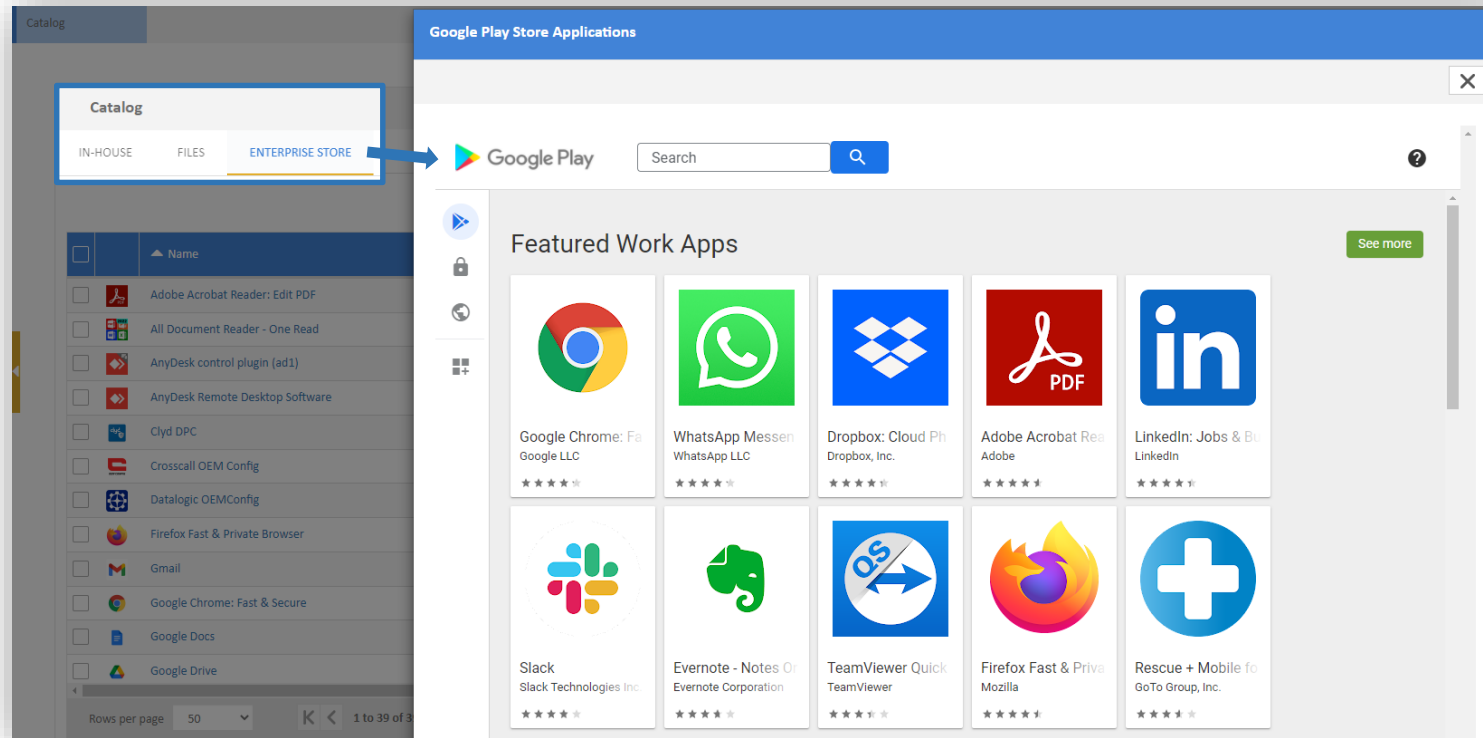 Catalog
Google Play Store Applications
Catalog
IN-HOUSE FILES ENTERPRISE STORE
Google Play Search
Featured Work Apps See more
Name
Adobe Acrobat Reader: Edit PDF
All Document Reader - One Read
AnyDesk control plugin (ad1)
AnyDesk Remote Desktop Software
Clyd DPC
Crosscall OEM Config
Datalogic OEMConfig
Firefox Fast & Private Browser
Gmail
Google Chrome: Fast & Secure
Google Docs
Google Drive
Rows per page 50 1 to 39 of
PDF
in
Google Chrome: Fa WhatsApp Messen Dropbox: Cloud Ph Adobe Acrobat Rea LinkedIn: Jobs & Bu
Google LLC WhatsApp LLC Dropbox, Inc. Adobe LinkedIn
QS
Slack Evernote - Notes Or TeamViewer Quick Firefox Fast & Priva Rescue + Mobile fo
Slack Technologies Inc. Evernote Corporation TeamViewer Mozilla GoTo Group, Inc.